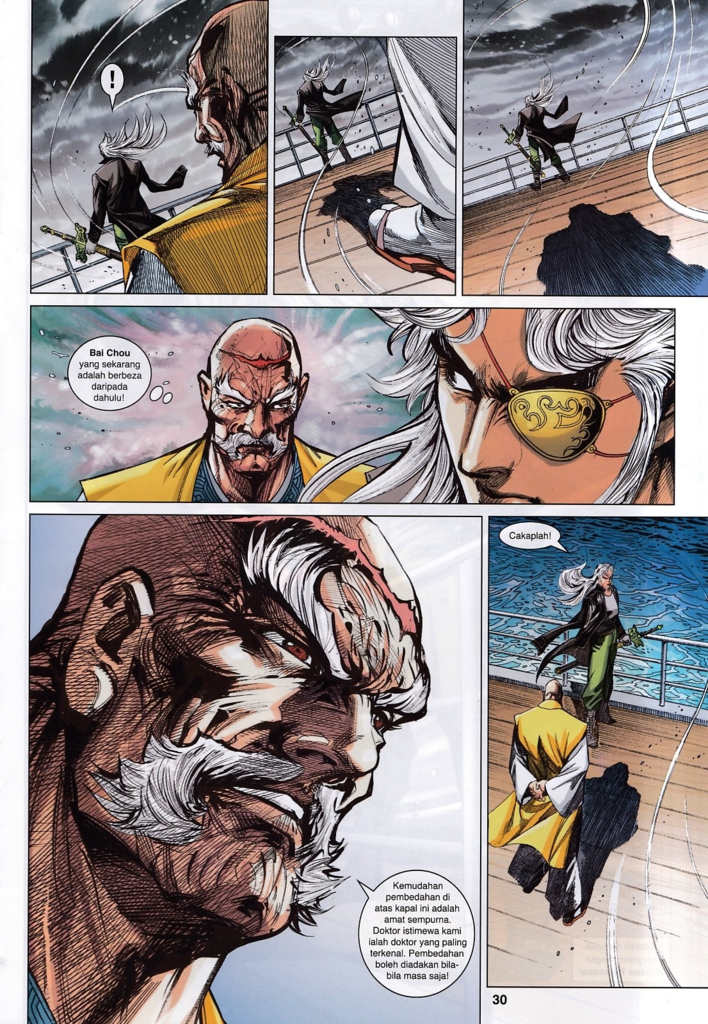 !
Bai Chou
yang sekarang
adalah berbeza
daripada
dahulu!
Cakaplah!
Kemudahan
pembedahan di
atas kapal ini adalah
amat sempurna.
Doktor istimewa kami
ialah doktor yang paling
terkenal. Pembedahan
boleh diadakan bila-
bila masa saja!
30